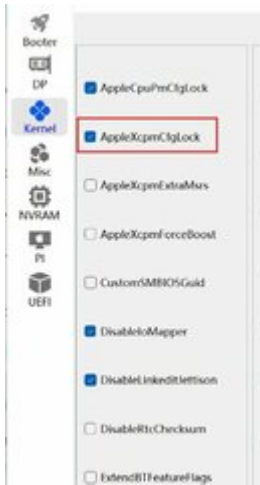 Booter
DP
Kernel
Misc
NVRAM
PI
UEFI
AppleCpuPmCfgLock
AppleXcpmCfgLock
AppleXcpmExtraMsrs
AppleXcpmForceBoost
CustomSMBIOSGuid
DisableIoMapper
DisableLinkeditJettison
DisableRtcChecksum
ExtendBTFeatureFlags